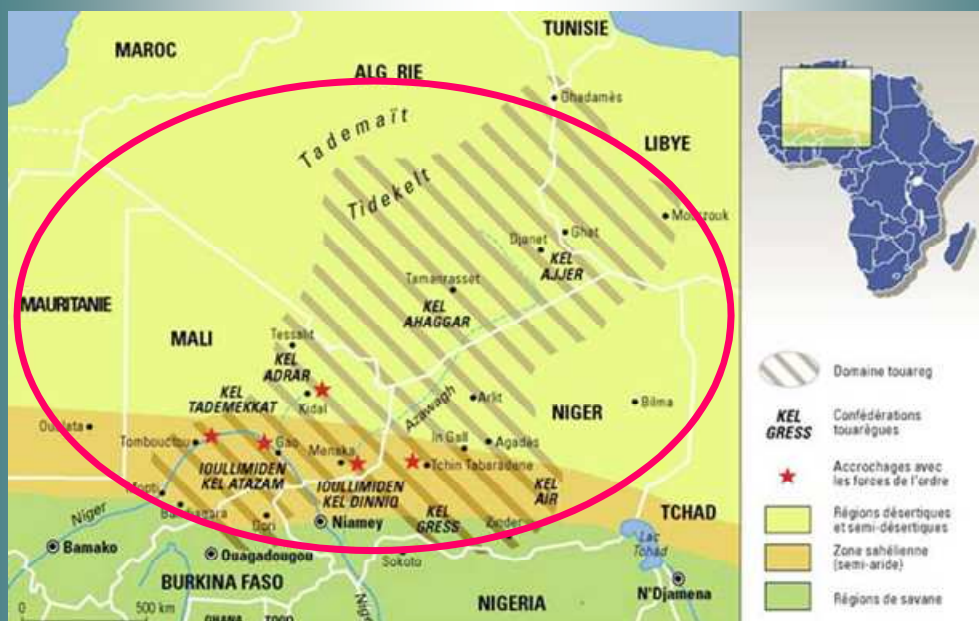 MAROC
TUNISIE
ALG RIE
Ghadamès
Tademaït
LIBYE
Tidekelt
Mourzouk
Ghat
Djanet
KEL
AJJER
Tamanrasset
KEL
AHAGGAR
MAURITANIE
MALI
Tessalit
KEL
ADRAR
Kidal
KEL
TADEMEKKAT
Azawagh
Arlit
NIGER
Bilma
Oualata
Tombouctou
Gao
Menaka
In Gall
Agadès
Tchin Tabaradene
IOULLIMIDEN
KEL ATAZAM
IOULLIMIDEN
KEL DINNIQ
KEL
AIR
Mopti
Bandiagara
Dori
Niger
Niamey
KEL
GRESS
Zinder
TCHAD
Bamako
Ouagadougou
Sokoto
Lac
Tchad
BURKINA FASO
Niger
NIGERIA
N'Djamena
0 500 km
GHANA TOGO
Domaine touareg
KEL
GRESS
Confédérations
touarègues
Accrochages avec
les forces de l'ordre
Régions désertiques
et semi-désertiques
Zone sahélienne
(semi-aride)
Régions de savane